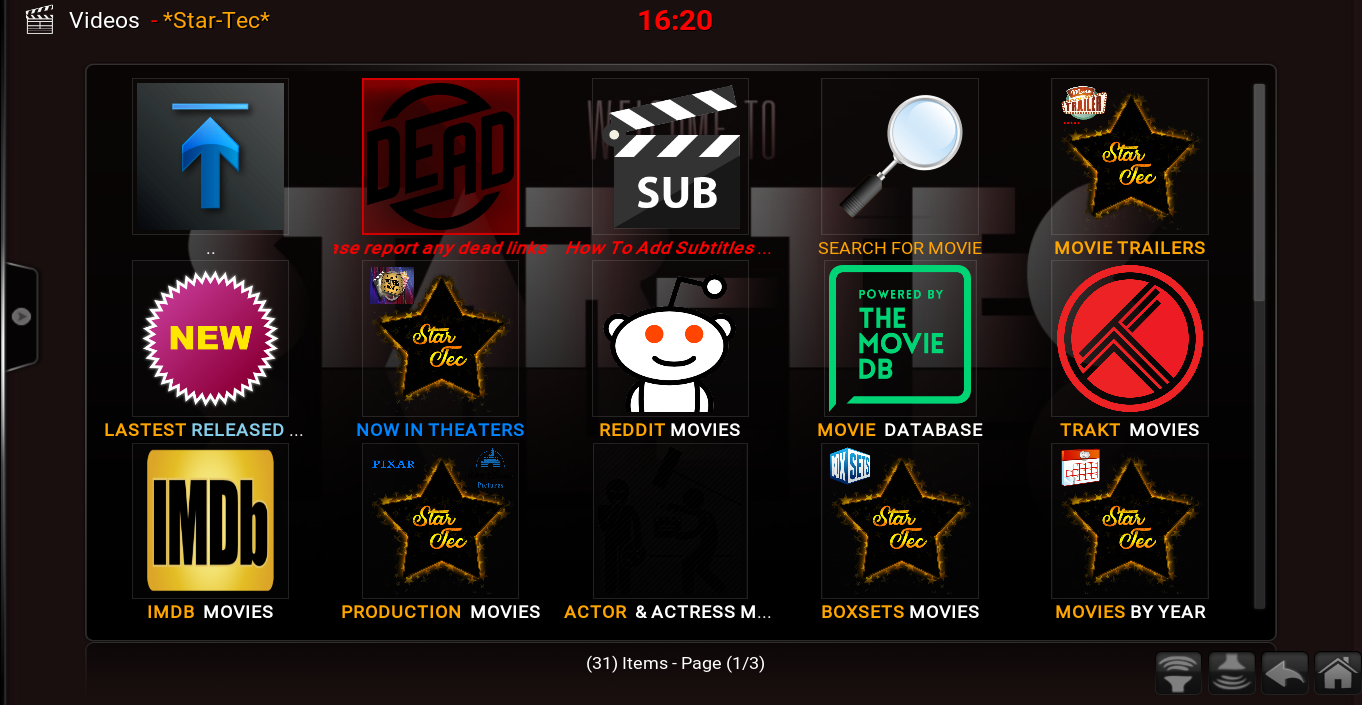 Videos - *Star-Tec*
16:20
WELCOME TO
STAR TEC
DEAD
SUB
Movie
TRAILER
Star
Tec
..
ase report any dead links
How To Add Subtitles ...
SEARCH FOR MOVIE
MOVIE TRAILERS
NEW
Star
Tec
POWERED BY
THE
MOVIE
DB
LASTEST RELEASED ...
NOW IN THEATERS
REDDIT MOVIES
MOVIE DATABASE
TRAKT MOVIES
IMDb
PIXAR
Pictures
Star
Tec
BOX SETS
Star
Tec
Star
Tec
IMDB MOVIES
PRODUCTION MOVIES
ACTOR & ACTRESS M...
BOXSETS MOVIES
MOVIES BY YEAR
(31) Items - Page (1/3)